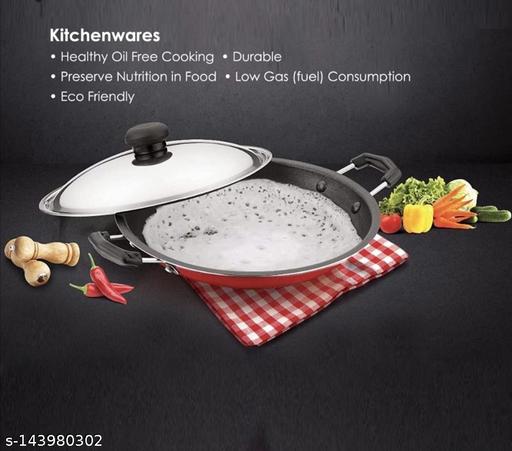 Kitchenwares
• Healthy Oil Free Cooking • Durable
• Preserve Nutrition in Food • Low Gas (fuel) Consumption
• Eco Friendly
s-143980302